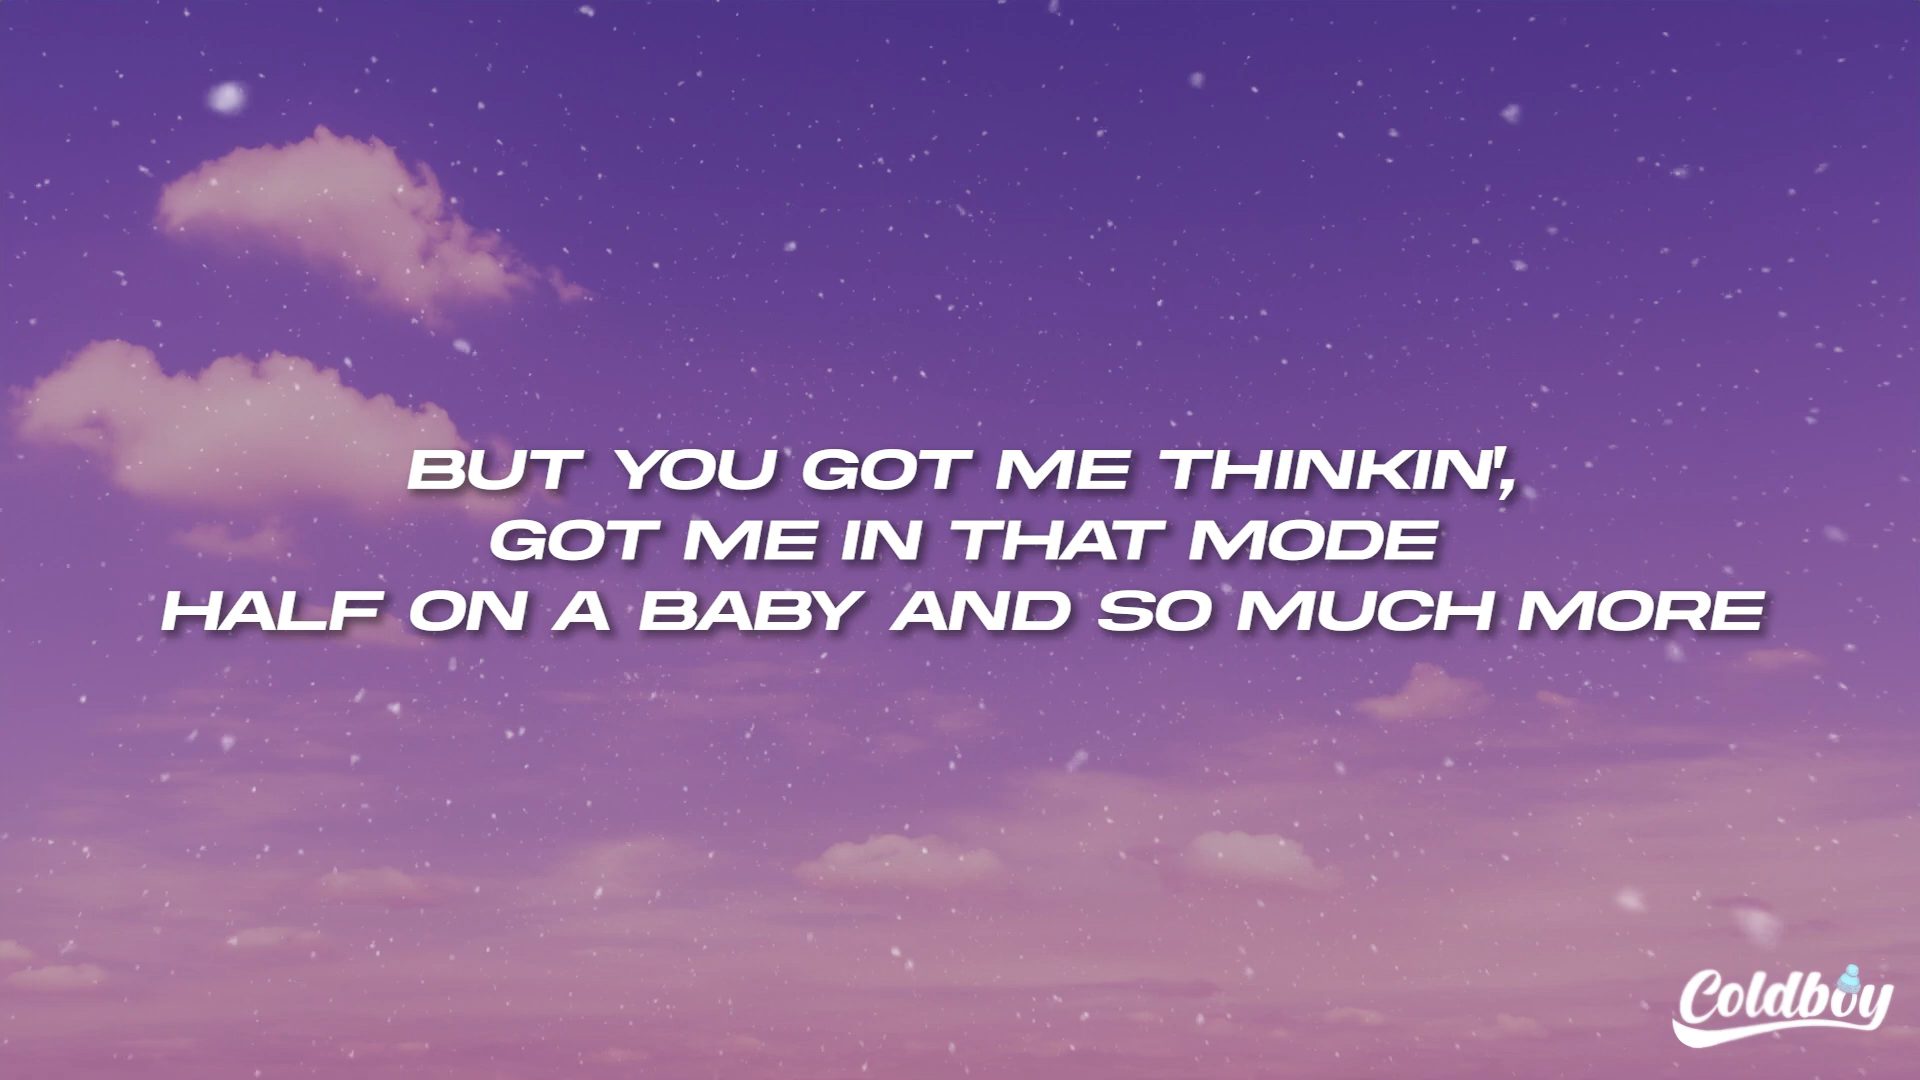 BUT YOU GOT ME THINKIN',
GOT ME IN THAT MODE
HALF ON A BABY AND SO MUCH MORE
Coldboy